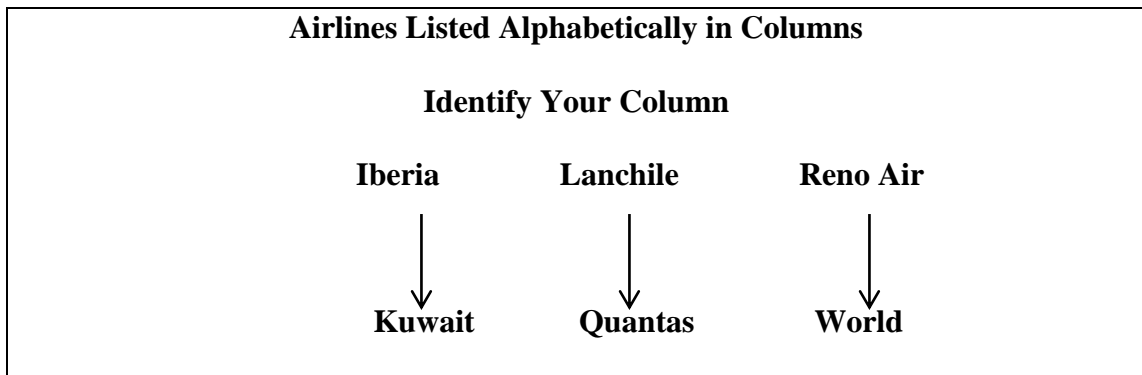 Airlines Listed Alphabetically in Columns
Identify Your Column
Iberia Lanchile Reno Air
Kuwait Quantas World